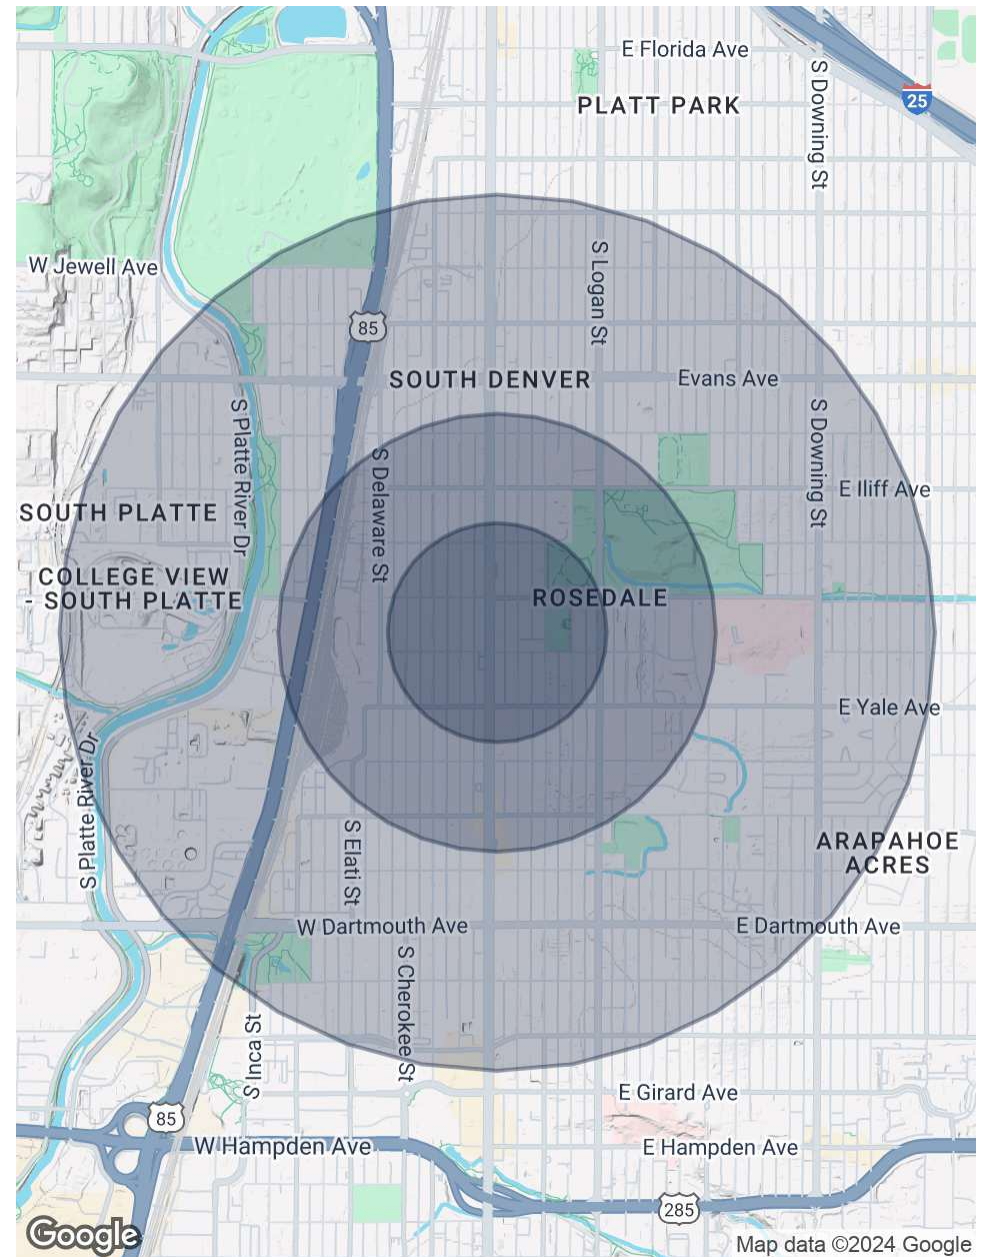 E Florida Ave
PLATT PARK
S Downing St
25
W Jewell Ave
S Logan St
85
SOUTH DENVER
Evans Ave
S Platte River Dr
S Delaware St
S Downing St
E Iliff Ave
SOUTH PLATTE
COLLEGE VIEW
- SOUTH PLATTE
ROSEDALE
E Yale Ave
S Platte River Dr
S Elati St
ARAPAHOE
ACRES
W Dartmouth Ave
E Dartmouth Ave
S Cherokee St
S Inca St
E Girard Ave
85
W Hampden Ave
E Hampden Ave
285
Google
Map data ©2024 Google